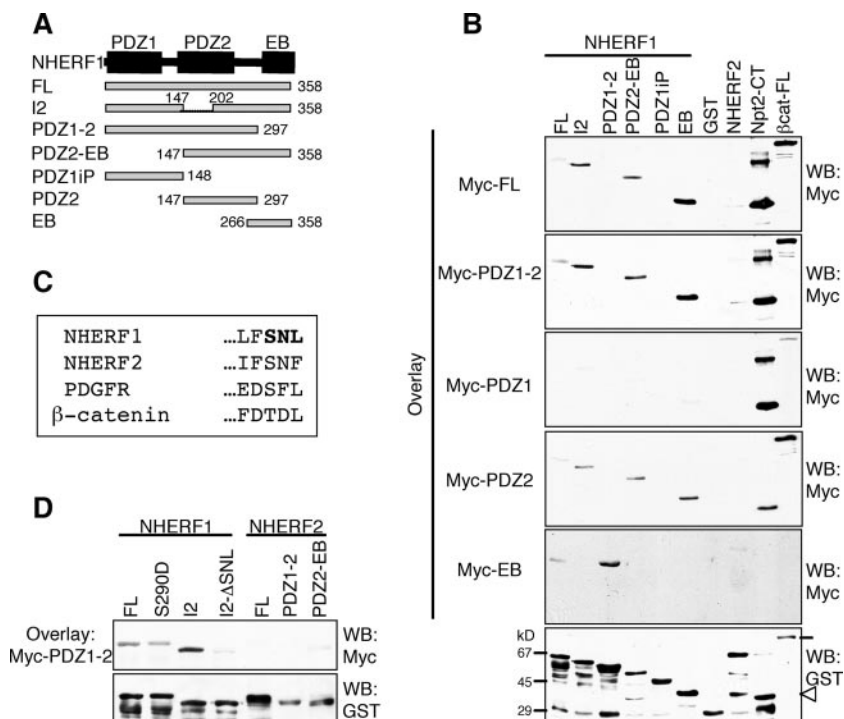 A
PDZ1 PDZ2 EB
NHERF1
FL 358
I2 147 202 358
PDZ1-2 297
PDZ2-EB 147 358
PDZ1iP 148
PDZ2 147 297
EB 266 358
B
NHERF1
FL
I2
PDZ1-2
PDZ2-EB
PDZ1iP
EB
GST
NHERF2
Npt2-CT
βcat-FL
Overlay
Myc-FL WB: Myc
Myc-PDZ1-2 WB: Myc
Myc-PDZ1 WB: Myc
Myc-PDZ2 WB: Myc
Myc-EB WB: Myc
kD
67
45
29
WB: GST
C
NHERF1 ...LFSNL
NHERF2 ...IFSNF
PDGFR ...EDSFL
β-catenin ...FDTDL
D
NHERF1 NHERF2
FL
S290D
I2
I2-ΔSNL
FL
PDZ1-2
PDZ2-EB
Overlay:
Myc-PDZ1-2
WB:
Myc
WB:
GST